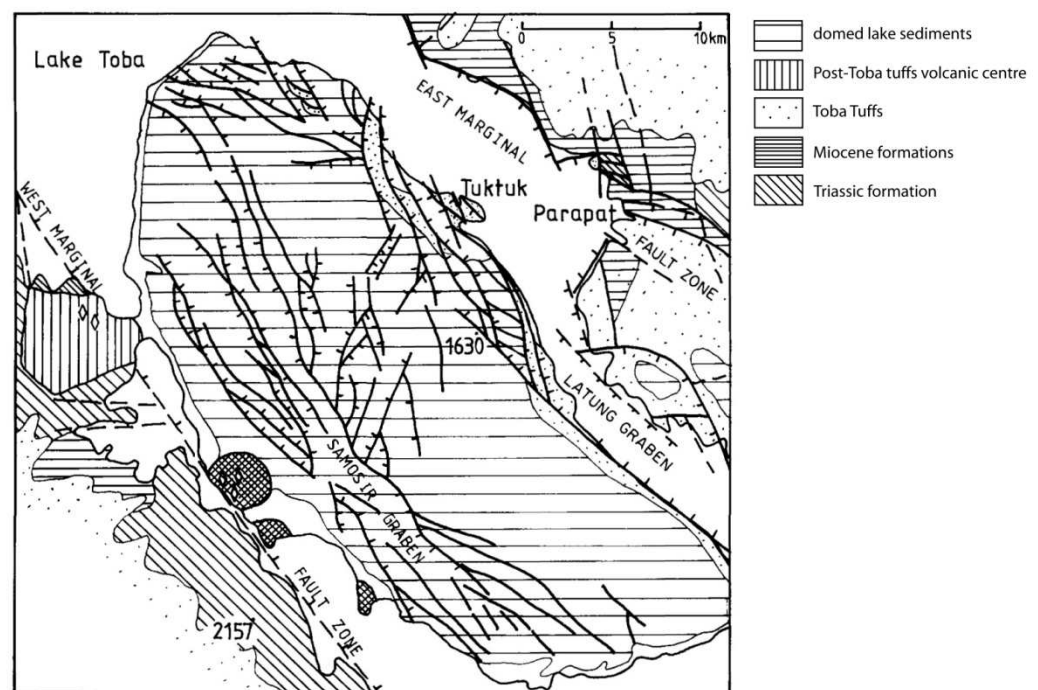 Lake Toba
0 5 10km
EAST MARGINAL
Tuktuk
Parapat
FAULT ZONE
WEST MARGINAL
1630
LATUNG GRABEN
SAMOSIR GRABEN
FAULT ZONE
2157
domed lake sediments
Post-Toba tuffs volcanic centre
Toba Tuffs
Miocene formations
Triassic formation